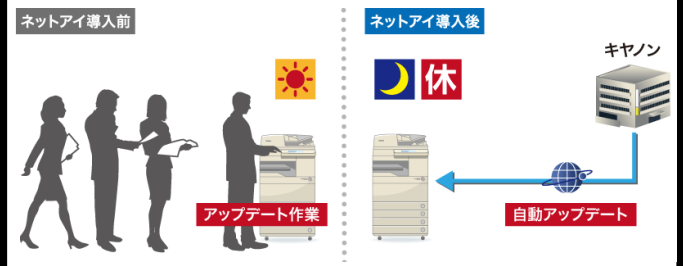 ネットアイ導入前
アップデート作業
ネットアイ導入後
休
キヤノン
自動アップデート